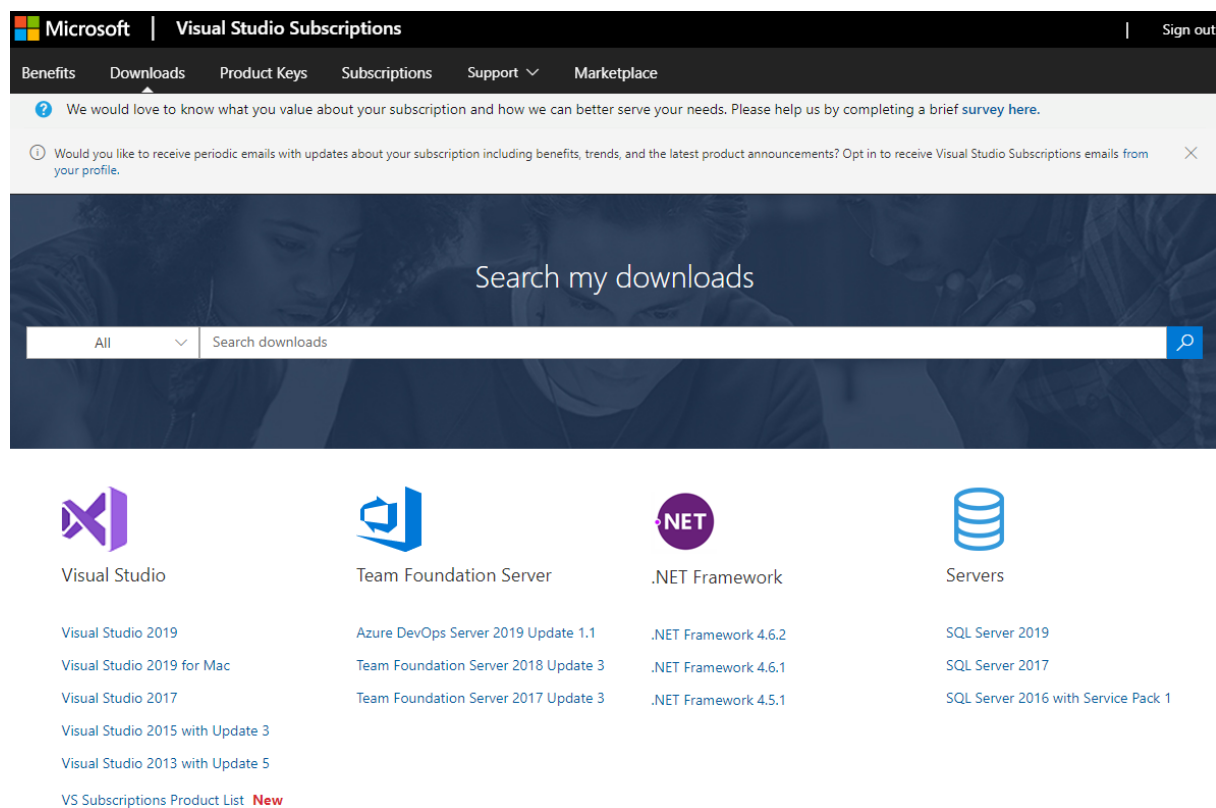 Microsoft | Visual Studio Subscriptions | Sign out
Benefits Downloads Product Keys Subscriptions Support Marketplace
? We would love to know what you value about your subscription and how we can better serve your needs. Please help us by completing a brief survey here.
Would you like to receive periodic emails with updates about your subscription including benefits, trends, and the latest product announcements? Opt in to receive Visual Studio Subscriptions emails from
your profile.
Search my downloads
All Search downloads
NET
Visual Studio Team Foundation Server .NET Framework Servers
Visual Studio 2019 Azure DevOps Server 2019 Update 1.1 .NET Framework 4.6.2 SQL Server 2019
Visual Studio 2019 for Mac Team Foundation Server 2018 Update 3 .NET Framework 4.6.1 SQL Server 2017
Visual Studio 2017 Team Foundation Server 2017 Update 3 .NET Framework 4.5.1 SQL Server 2016 with Service Pack 1
Visual Studio 2015 with Update 3
Visual Studio 2013 with Update 5
VS Subscriptions Product List New